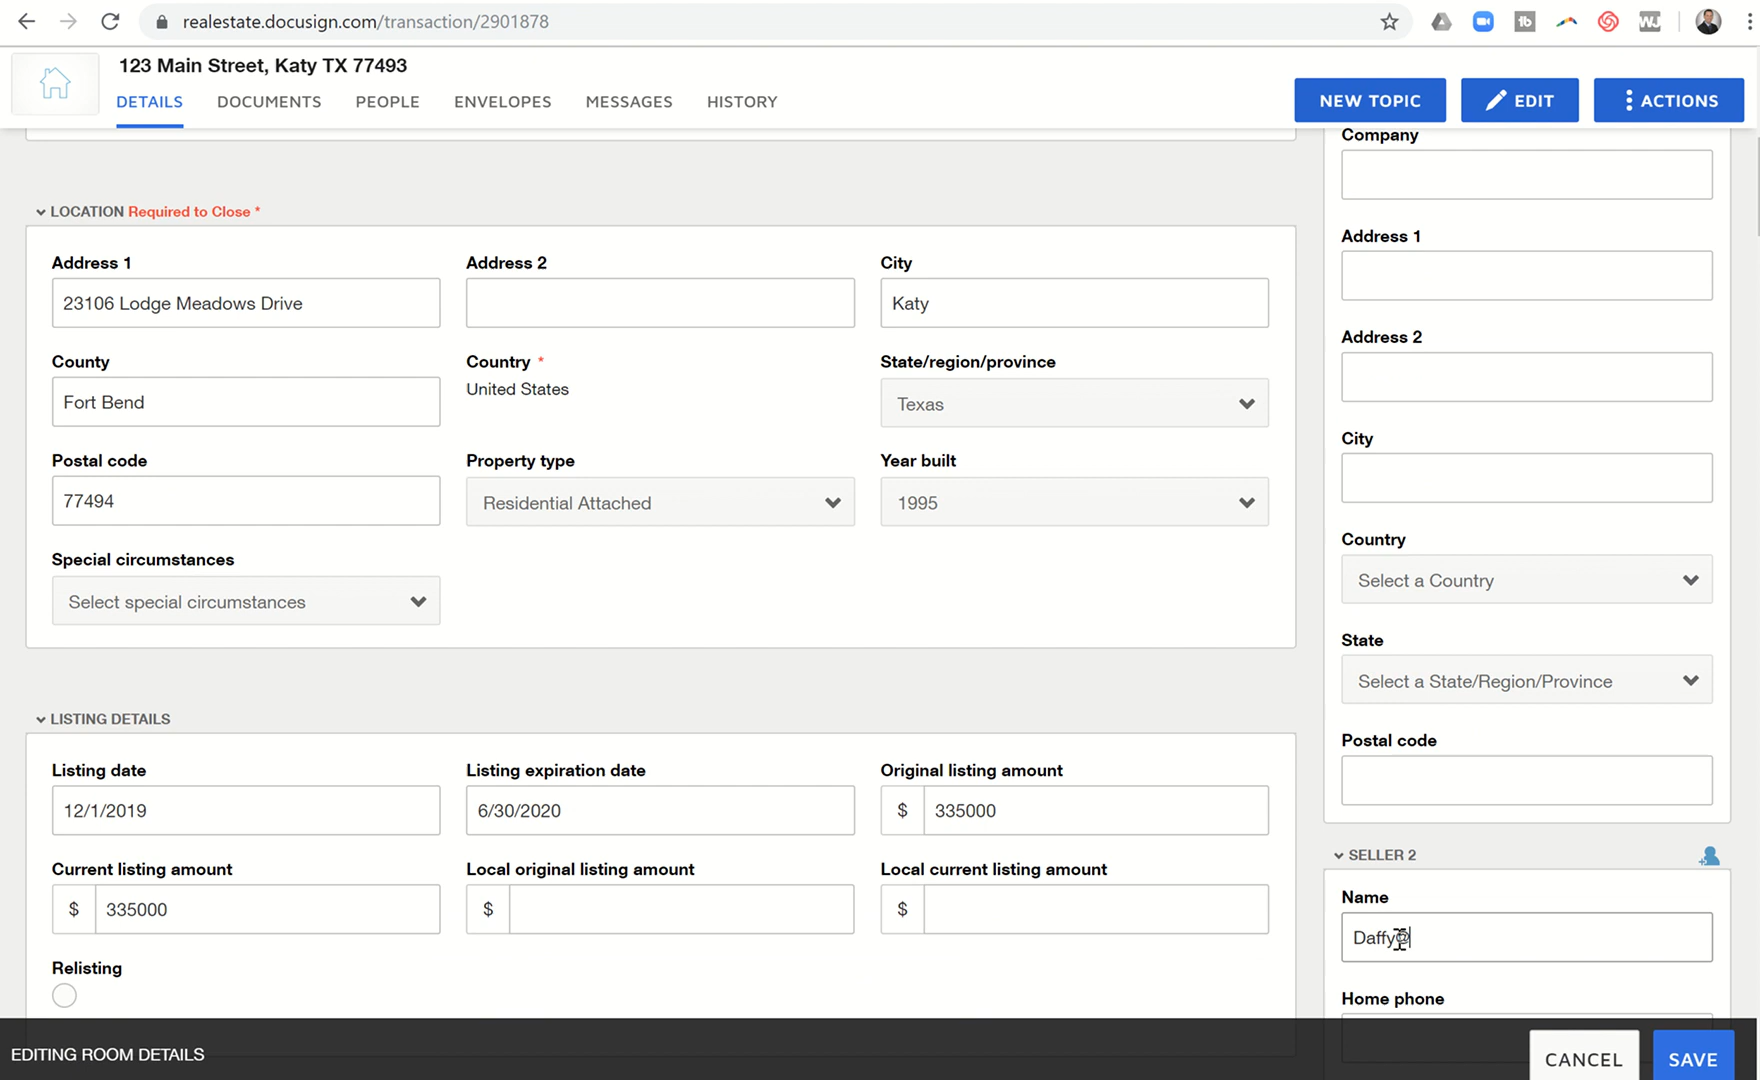 realestate.docusign.com/transaction/2901878
123 Main Street, Katy TX 77493
DETAILS DOCUMENTS PEOPLE ENVELOPES MESSAGES HISTORY
NEW TOPIC EDIT ACTIONS
LOCATION Required to Close *
Address 1 Address 2 City
23106 Lodge Meadows Drive Katy
County Country * State/region/province
Fort Bend United States Texas
Postal code Property type Year built
77494 Residential Attached 1995
Special circumstances
Select special circumstances
LISTING DETAILS
Listing date Listing expiration date Original listing amount
12/1/2019 6/30/2020 $ 335000
Current listing amount Local original listing amount Local current listing amount
$ 335000 $ $
Relisting
Company
Address 1
Address 2
City
Country
Select a Country
State
Select a State/Region/Province
Postal code
SELLER 2
Name
Daffy@
Home phone
EDITING ROOM DETAILS
CANCEL SAVE